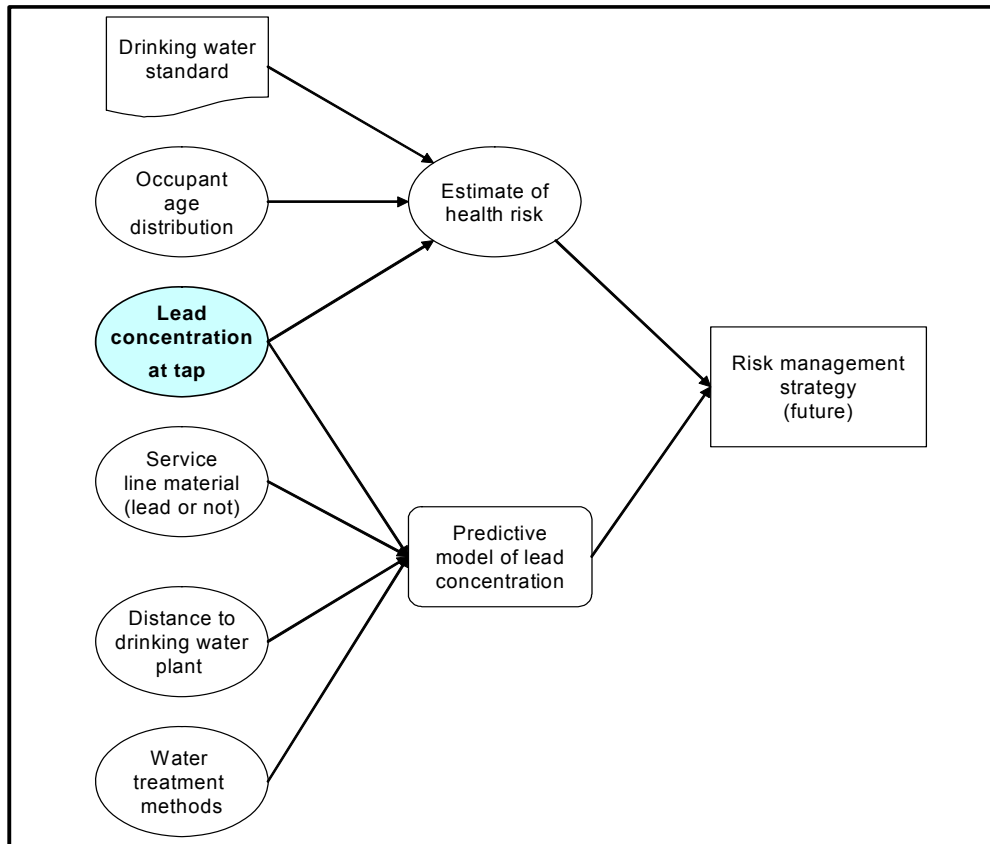 Drinking water
standard
Occupant
age
distribution
Estimate of
health risk
Lead
concentration
at tap
Risk management
strategy
(future)
Service
line material
(lead or not)
Predictive
model of lead
concentration
Distance to
drinking water
plant
Water
treatment
methods